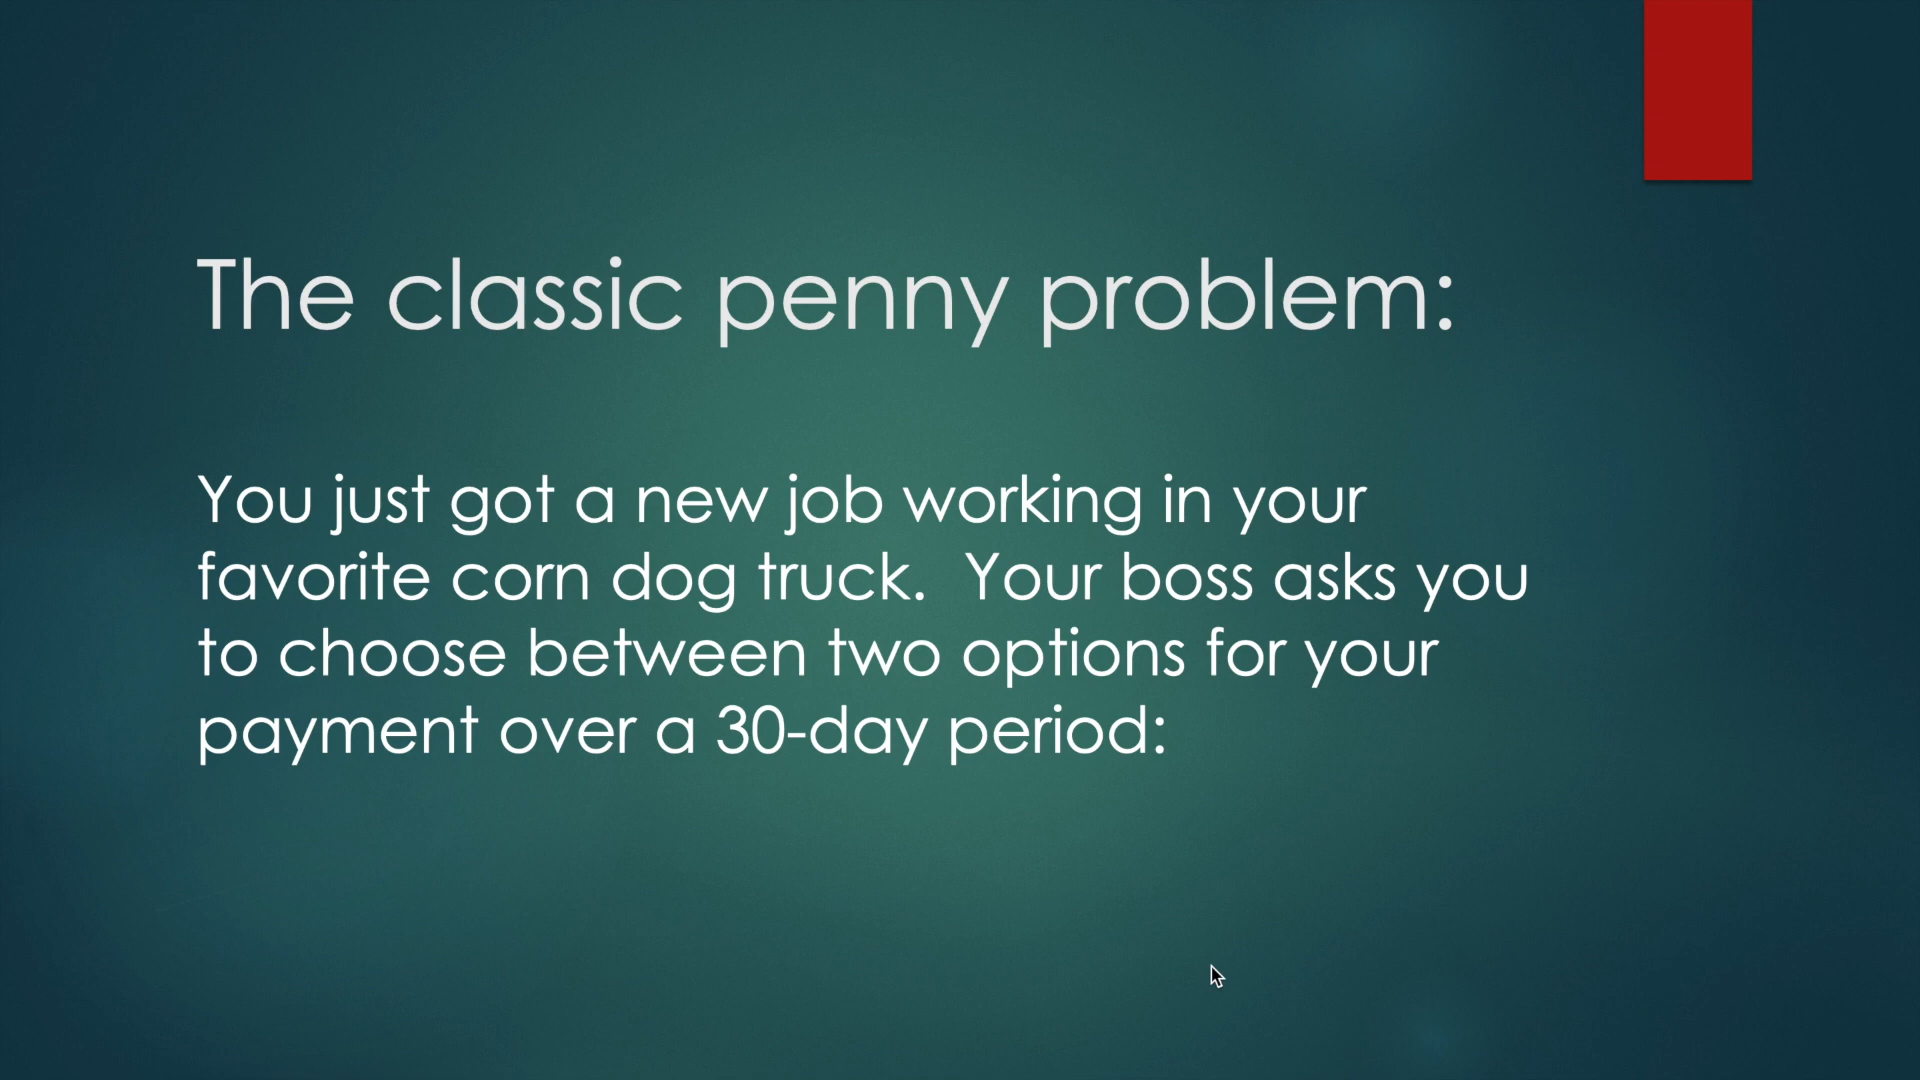 The classic penny problem:
You just got a new job working in your
favorite corn dog truck.  Your boss asks you
to choose between two options for your
payment over a 30-day period: